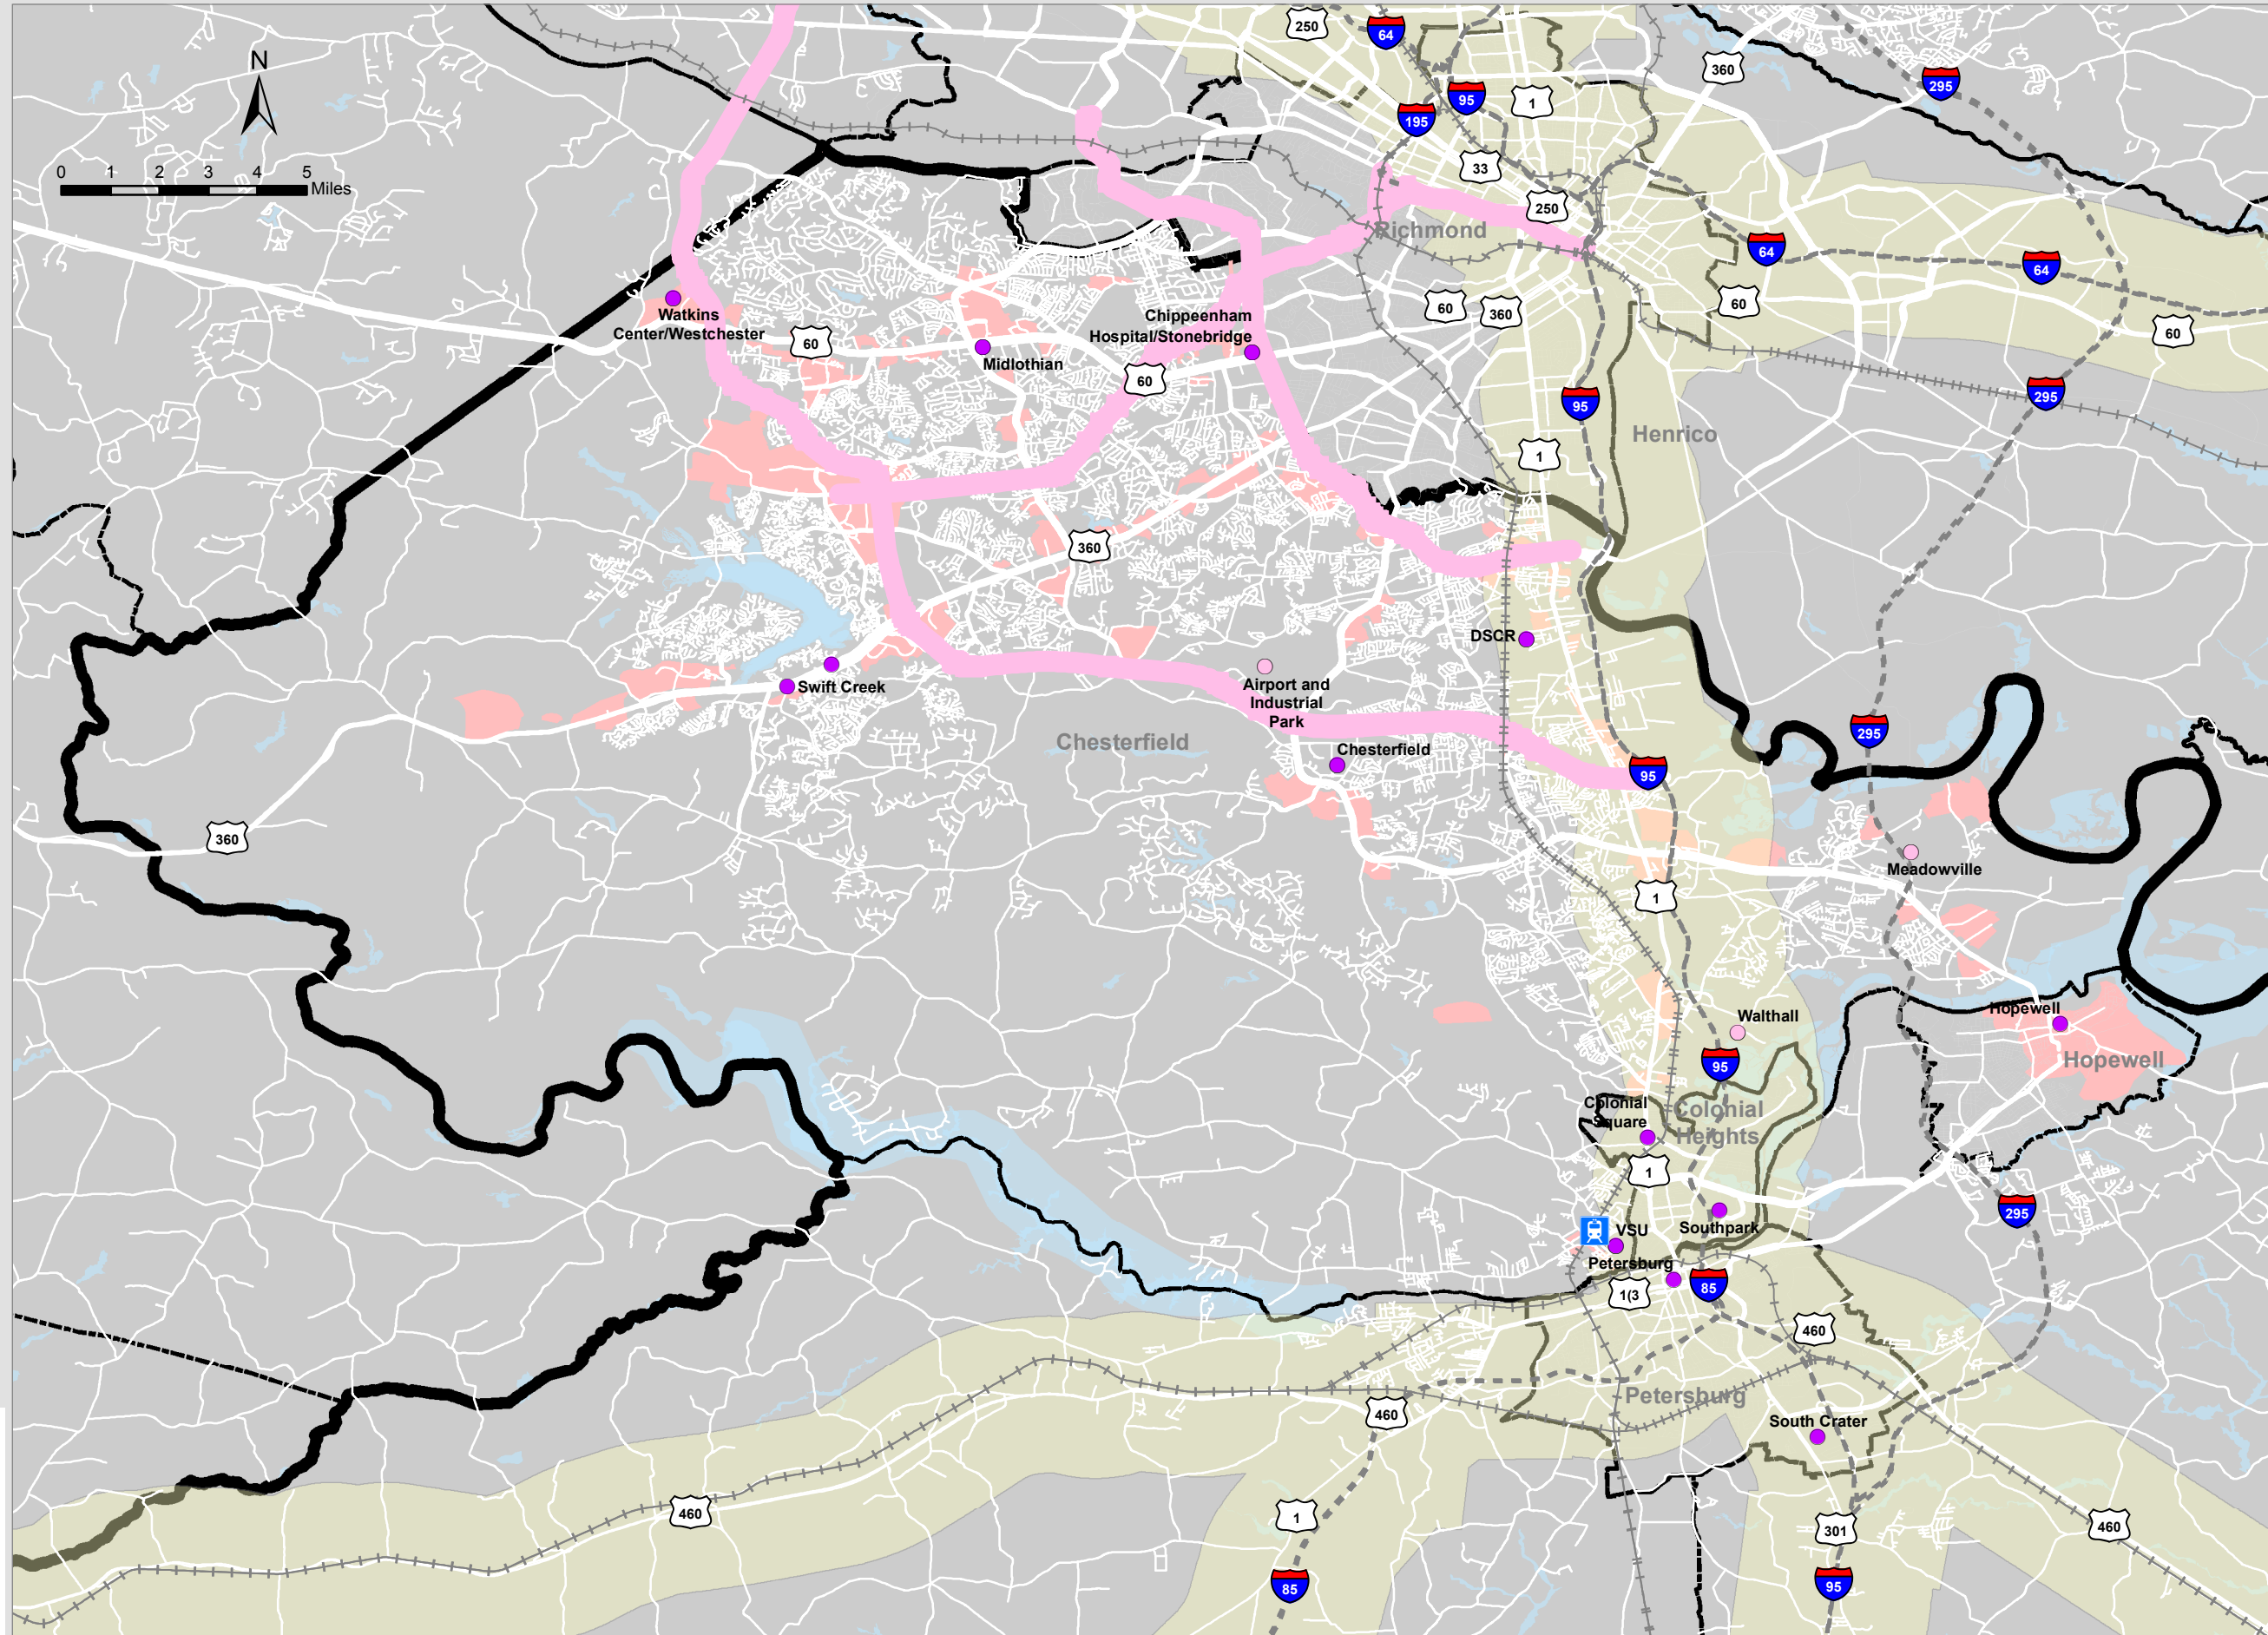 N
0 1 2 3 4 5
Miles
250
64
360
295
95
1
195
33
250
Richmond
64
64
60
360
60
60
Watkins
Center/Westchester
60
Midlothian
Chippeenham
Hospital/Stonebridge
60
95
295
Henrico
1
360
DSCR
Swift Creek
Airport and
Industrial
Park
Chesterfield
Chesterfield
295
95
360
Meadowville
1
Hopewell
Hopewell
Walthall
95
Colonial
Square
Colonial
Heights
1
295
VSU
Southpark
Petersburg
1(3
85
460
Petersburg
460
South Crater
460
1
301
460
85
95